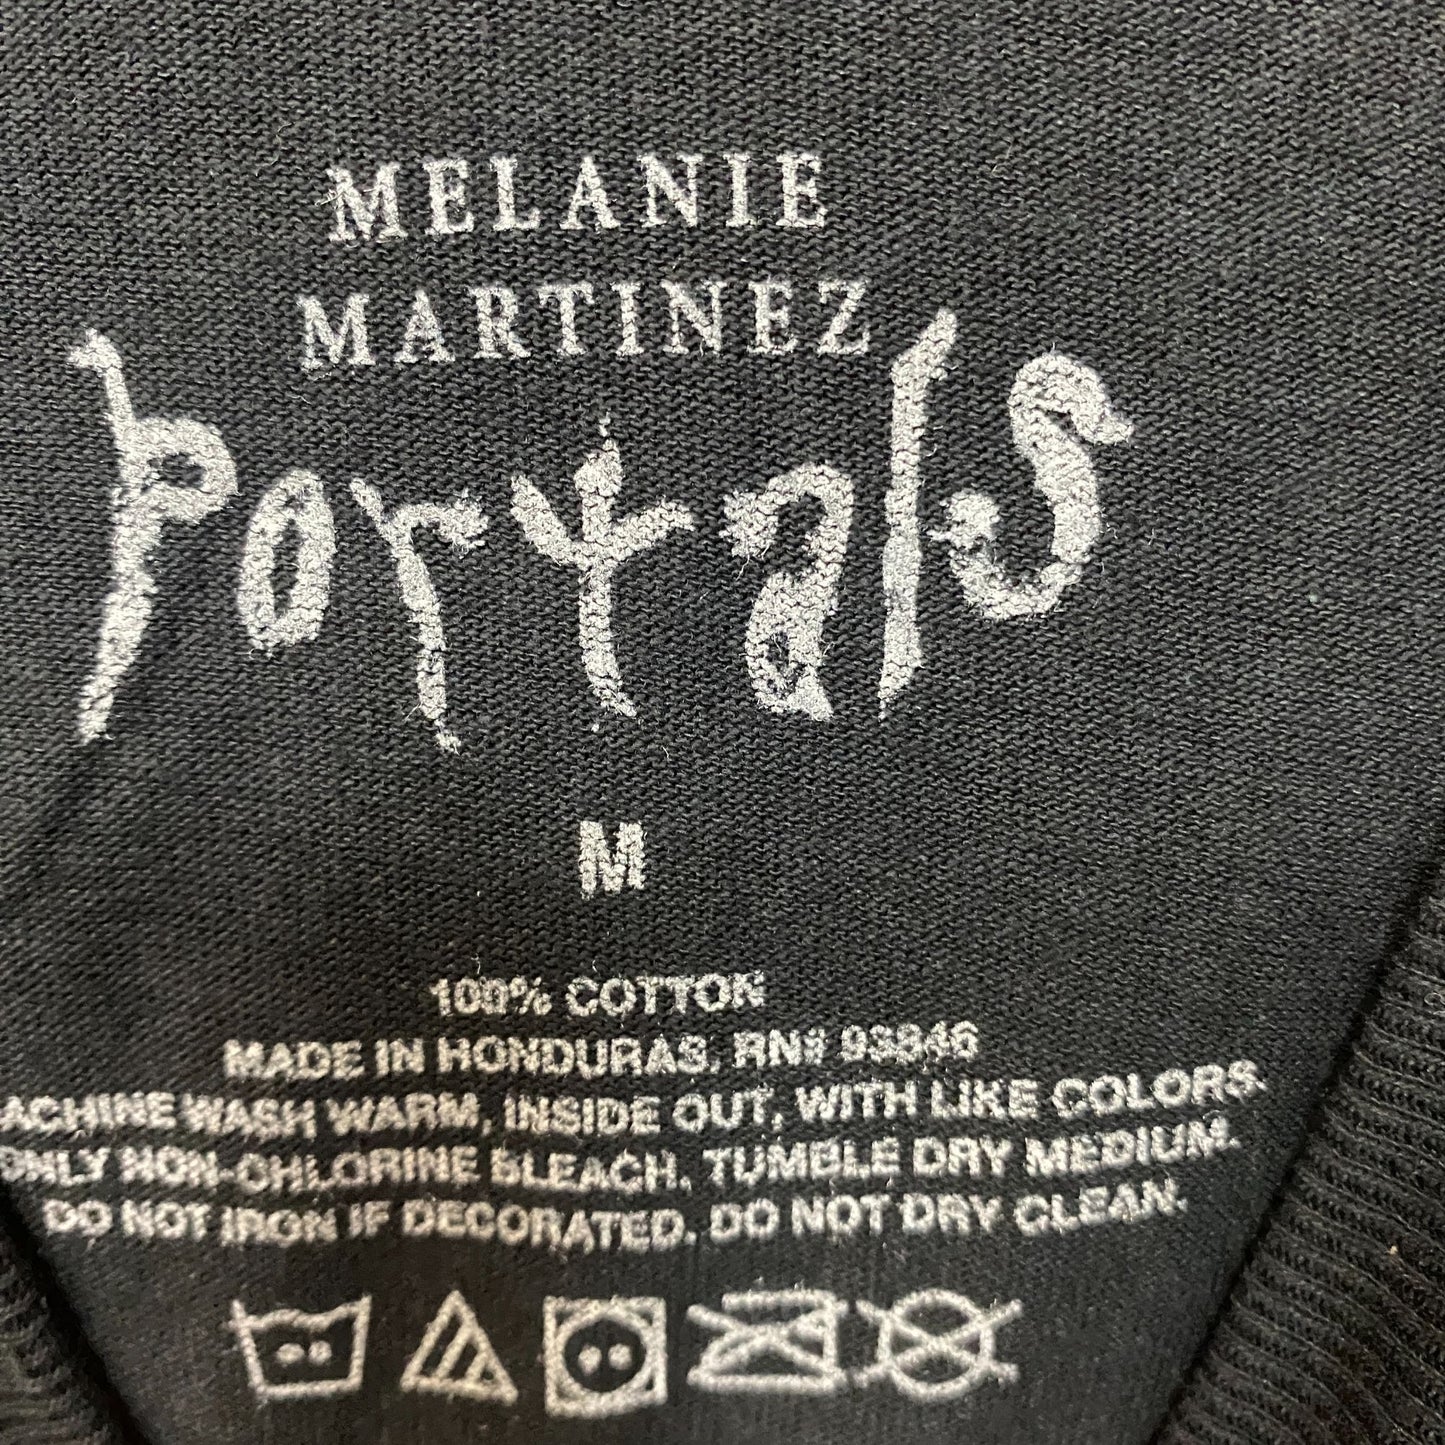 MELANIE
MARTINEZ
portals
M
100% COTTON
MADE IN HONDURAS, RN# 93846
ACHINE WASH WARM, INSIDE OUT, WITH LIKE COLORS.
ONLY NON-CHLORINE BLEACH. TUMBLE DRY MEDIUM.
DO NOT IRON IF DECORATED. DO NOT DRY CLEAN.